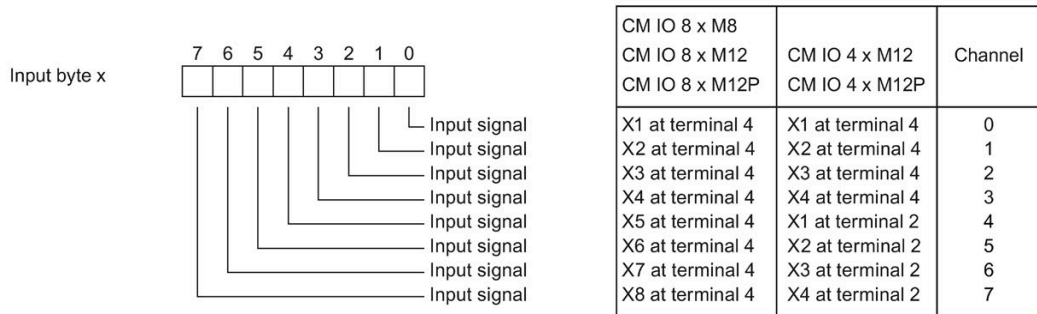 Input byte x
7 6 5 4 3 2 1 0
Input signal
Input signal
Input signal
Input signal
Input signal
Input signal
Input signal
Input signal
CM IO 8 x M8
CM IO 8 x M12 CM IO 4 x M12 Channel
CM IO 8 x M12P CM IO 4 x M12P
X1 at terminal 4 X1 at terminal 4 0
X2 at terminal 4 X2 at terminal 4 1
X3 at terminal 4 X3 at terminal 4 2
X4 at terminal 4 X4 at terminal 4 3
X5 at terminal 4 X1 at terminal 2 4
X6 at terminal 4 X2 at terminal 2 5
X7 at terminal 4 X3 at terminal 2 6
X8 at terminal 4 X4 at terminal 2 7